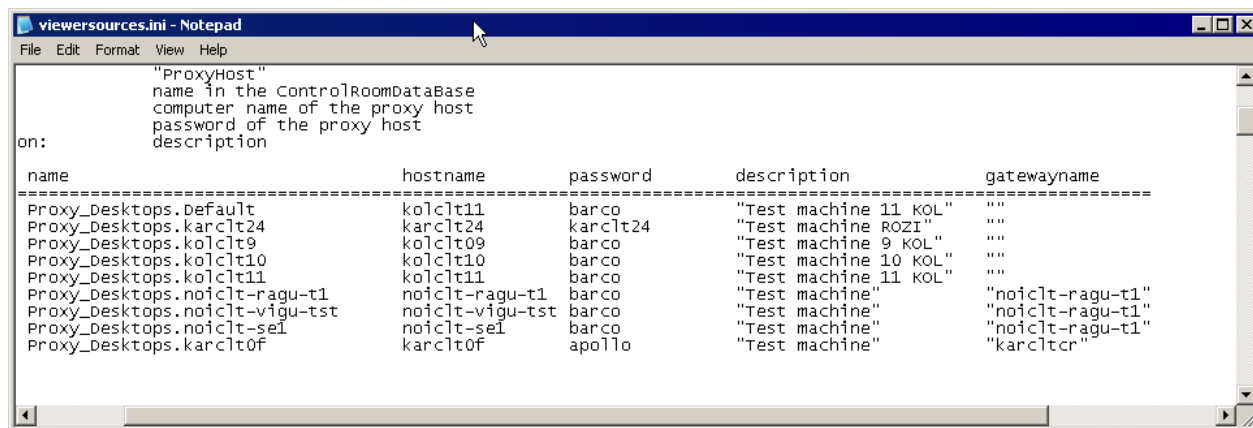 viewersources.ini - Notepad
File Edit Format View Help
"ProxyHost"
name in the ControlRoomDataBase
computer name of the proxy host
password of the proxy host
on: description
name hostname password description gatewayname
================================================================================
Proxy_Desktops.Default kolclt11 barco "Test machine 11 KOL" ""
Proxy_Desktops.karclt24 karclt24 karclt24 "Test machine ROZI" ""
Proxy_Desktops.kolclt9 kolclt09 barco "Test machine 9 KOL" ""
Proxy_Desktops.kolclt10 kolclt10 barco "Test machine 10 KOL" ""
Proxy_Desktops.kolclt11 kolclt11 barco "Test machine 11 KOL" ""
Proxy_Desktops.noiclt-ragu-t1 noiclt-ragu-t1 barco "Test machine" "noiclt-ragu-t1"
Proxy_Desktops.noiclt-vigu-tst noiclt-vigu-tst barco "Test machine" "noiclt-ragu-t1"
Proxy_Desktops.noiclt-se1 noiclt-se1 barco "Test machine" "noiclt-ragu-t1"
Proxy_Desktops.karclt0f karclt0f apollo "Test machine" "karcltcr"